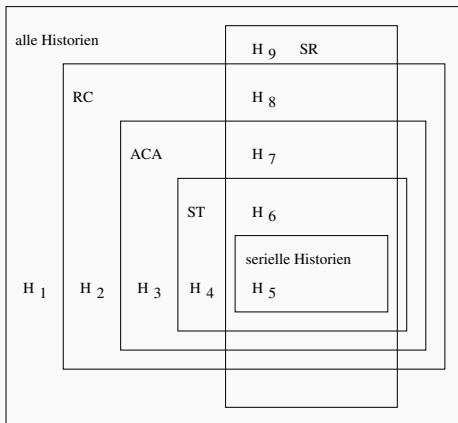 alle Historien
H 9 SR
RC
H 8
ACA
H 7
ST
H 6
serielle Historien
H 1 H 2 H 3 H 4 H 5